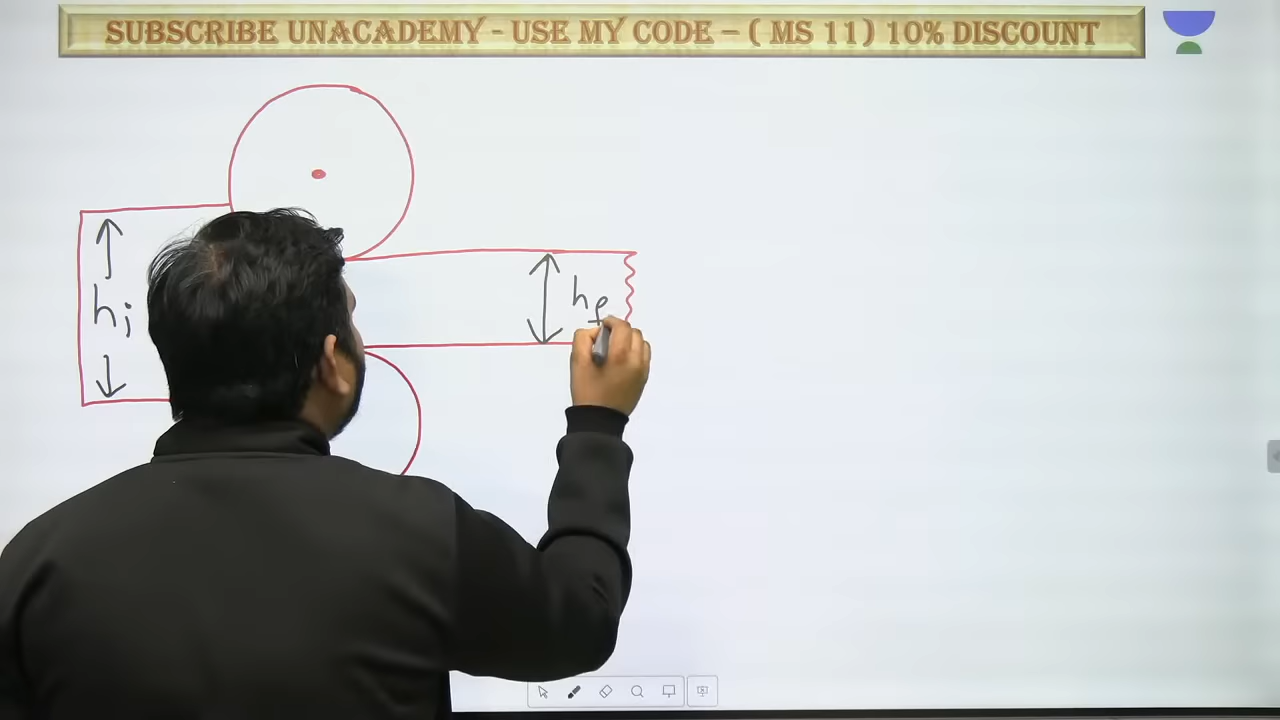 SUBSCRIBE UNACADEMY - USE MY CODE – ( MS 11) 10% DISCOUNT
hi
hf